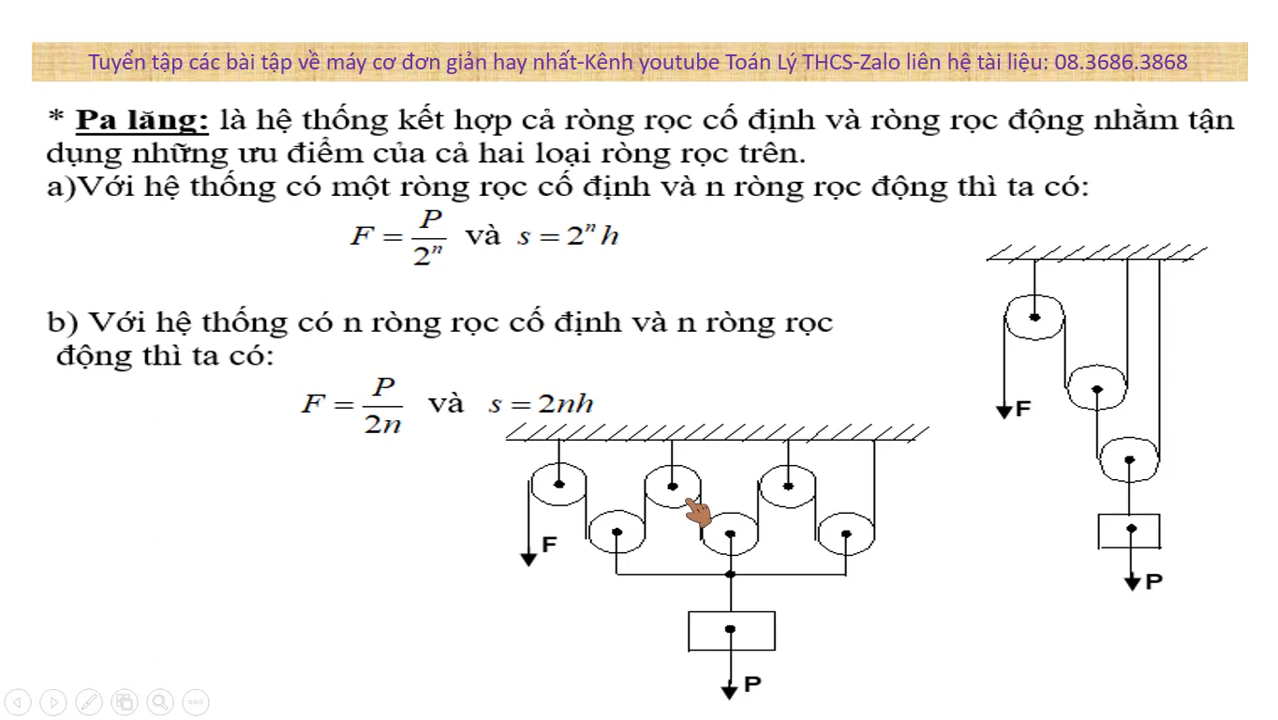 Tuyển tập các bài tập về máy cơ đơn giản hay nhất-Kênh youtube Toán Lý THCS-Zalo liên hệ tài liệu: 08.3686.3868
* Pa lăng: là hệ thống kết hợp cả ròng rọc cố định và ròng rọc động nhằm tận
dụng những ưu điểm của cả hai loại ròng rọc trên.
a)Với hệ thống có một ròng rọc cố định và n ròng rọc động thì ta có:
F = P/2ⁿ và s = 2ⁿ h
b) Với hệ thống có n ròng rọc cố định và n ròng rọc
động thì ta có:
F = P/2n và s = 2nh
F
P
F
P